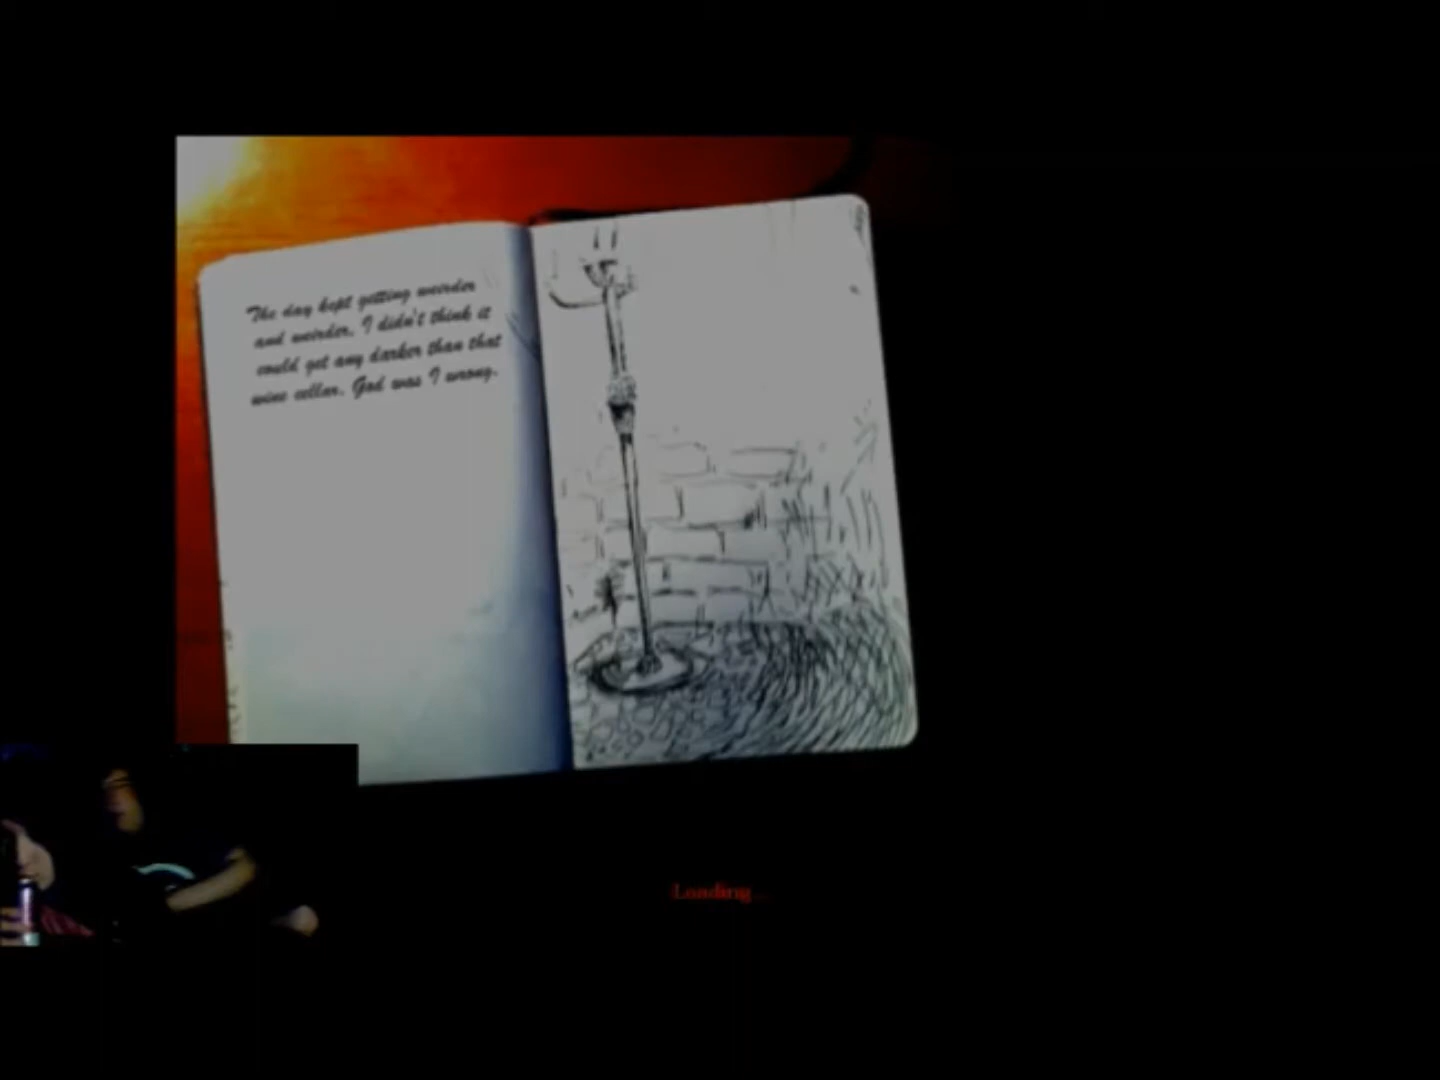 The day kept getting weirder
and weirder. I didn't think it
could get any darker than that
wine cellar. God was I wrong.
Loading...